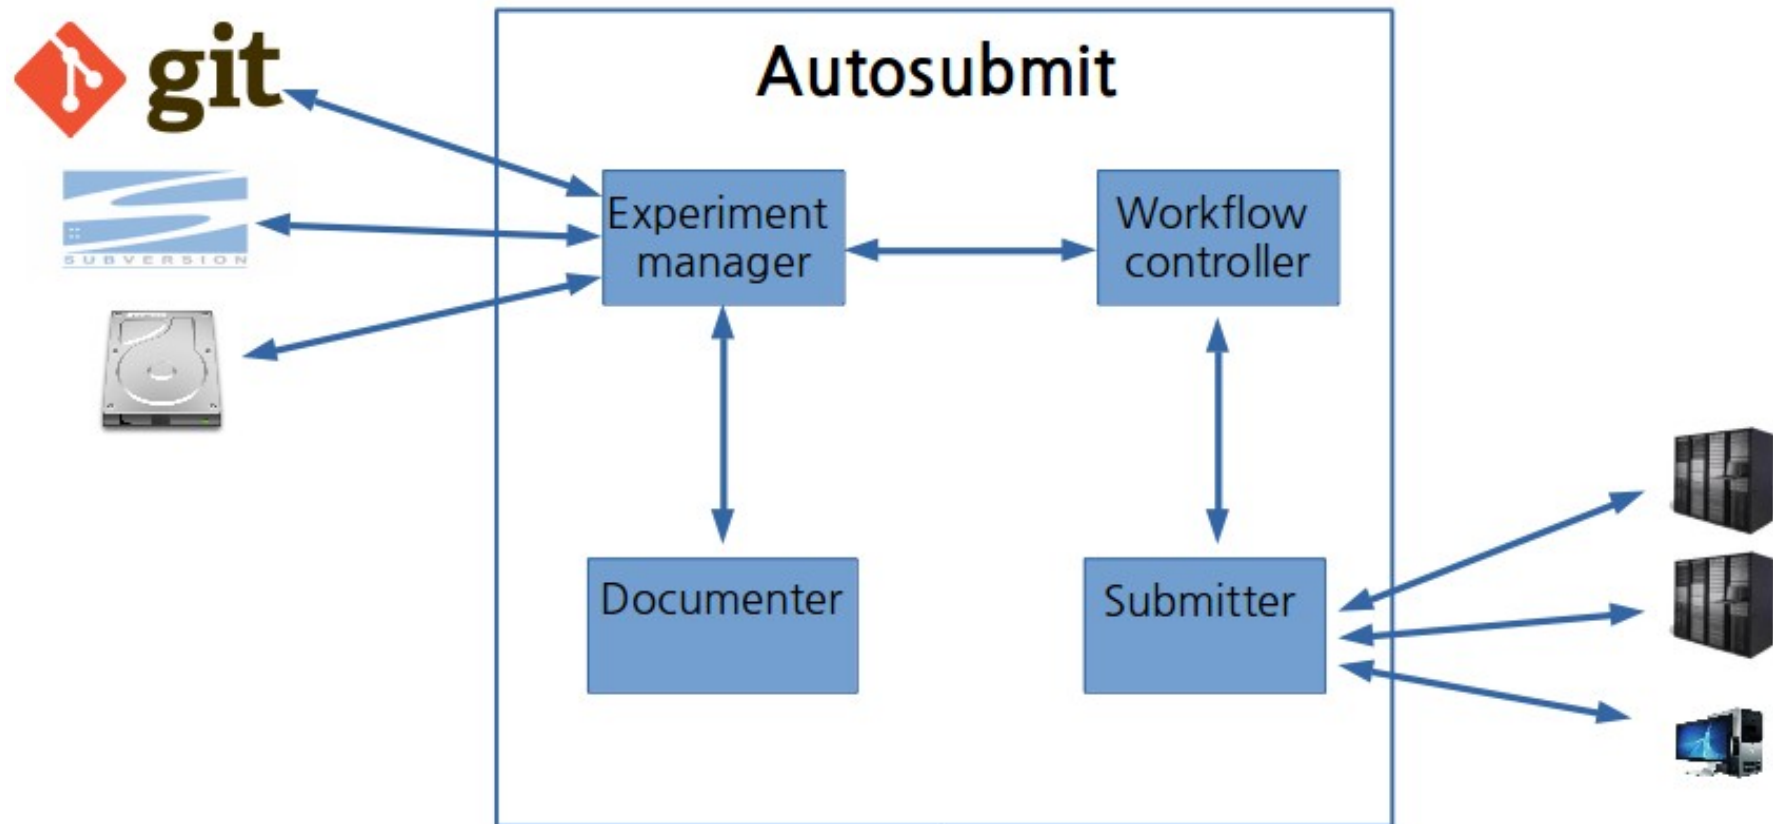 git
Autosubmit
SUBVERSION
Experiment
manager
Workflow
controller
Documenter
Submitter